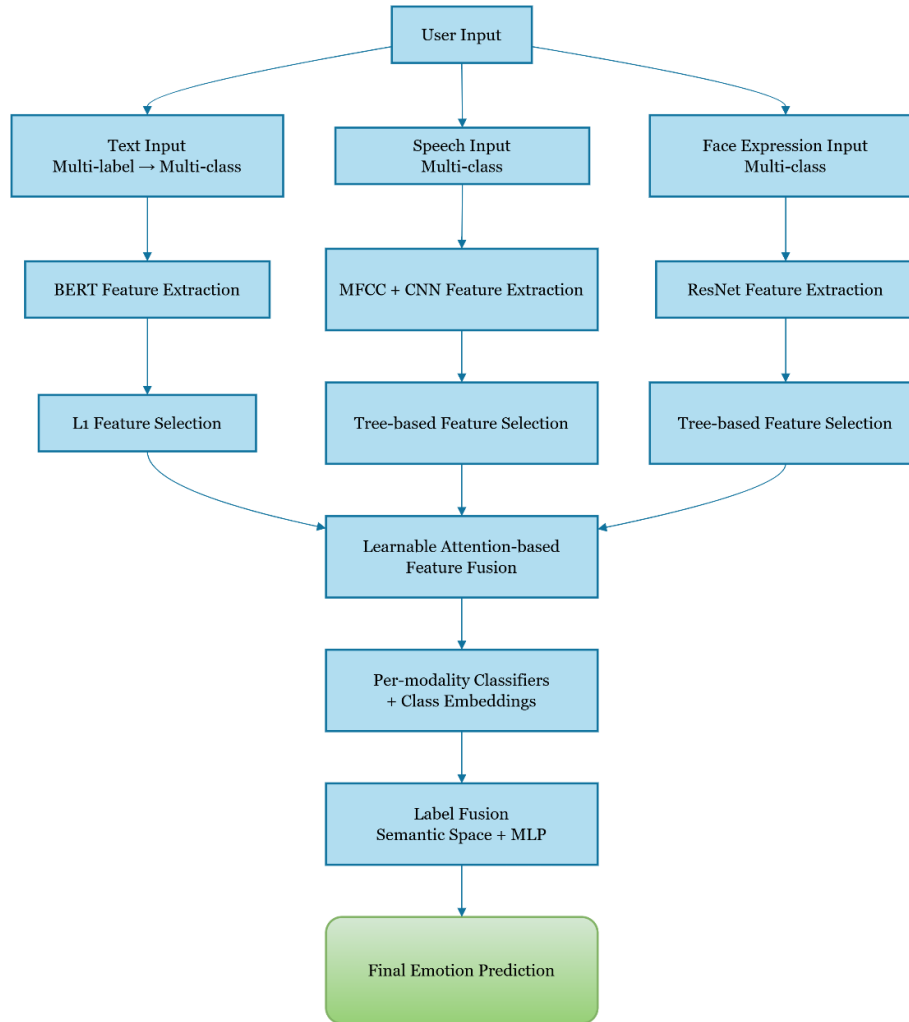 User Input
Text Input
Multi-label → Multi-class
Speech Input
Multi-class
Face Expression Input
Multi-class
BERT Feature Extraction
MFCC + CNN Feature Extraction
ResNet Feature Extraction
L1 Feature Selection
Tree-based Feature Selection
Tree-based Feature Selection
Learnable Attention-based
Feature Fusion
Per-modality Classifiers
+ Class Embeddings
Label Fusion
Semantic Space + MLP
Final Emotion Prediction